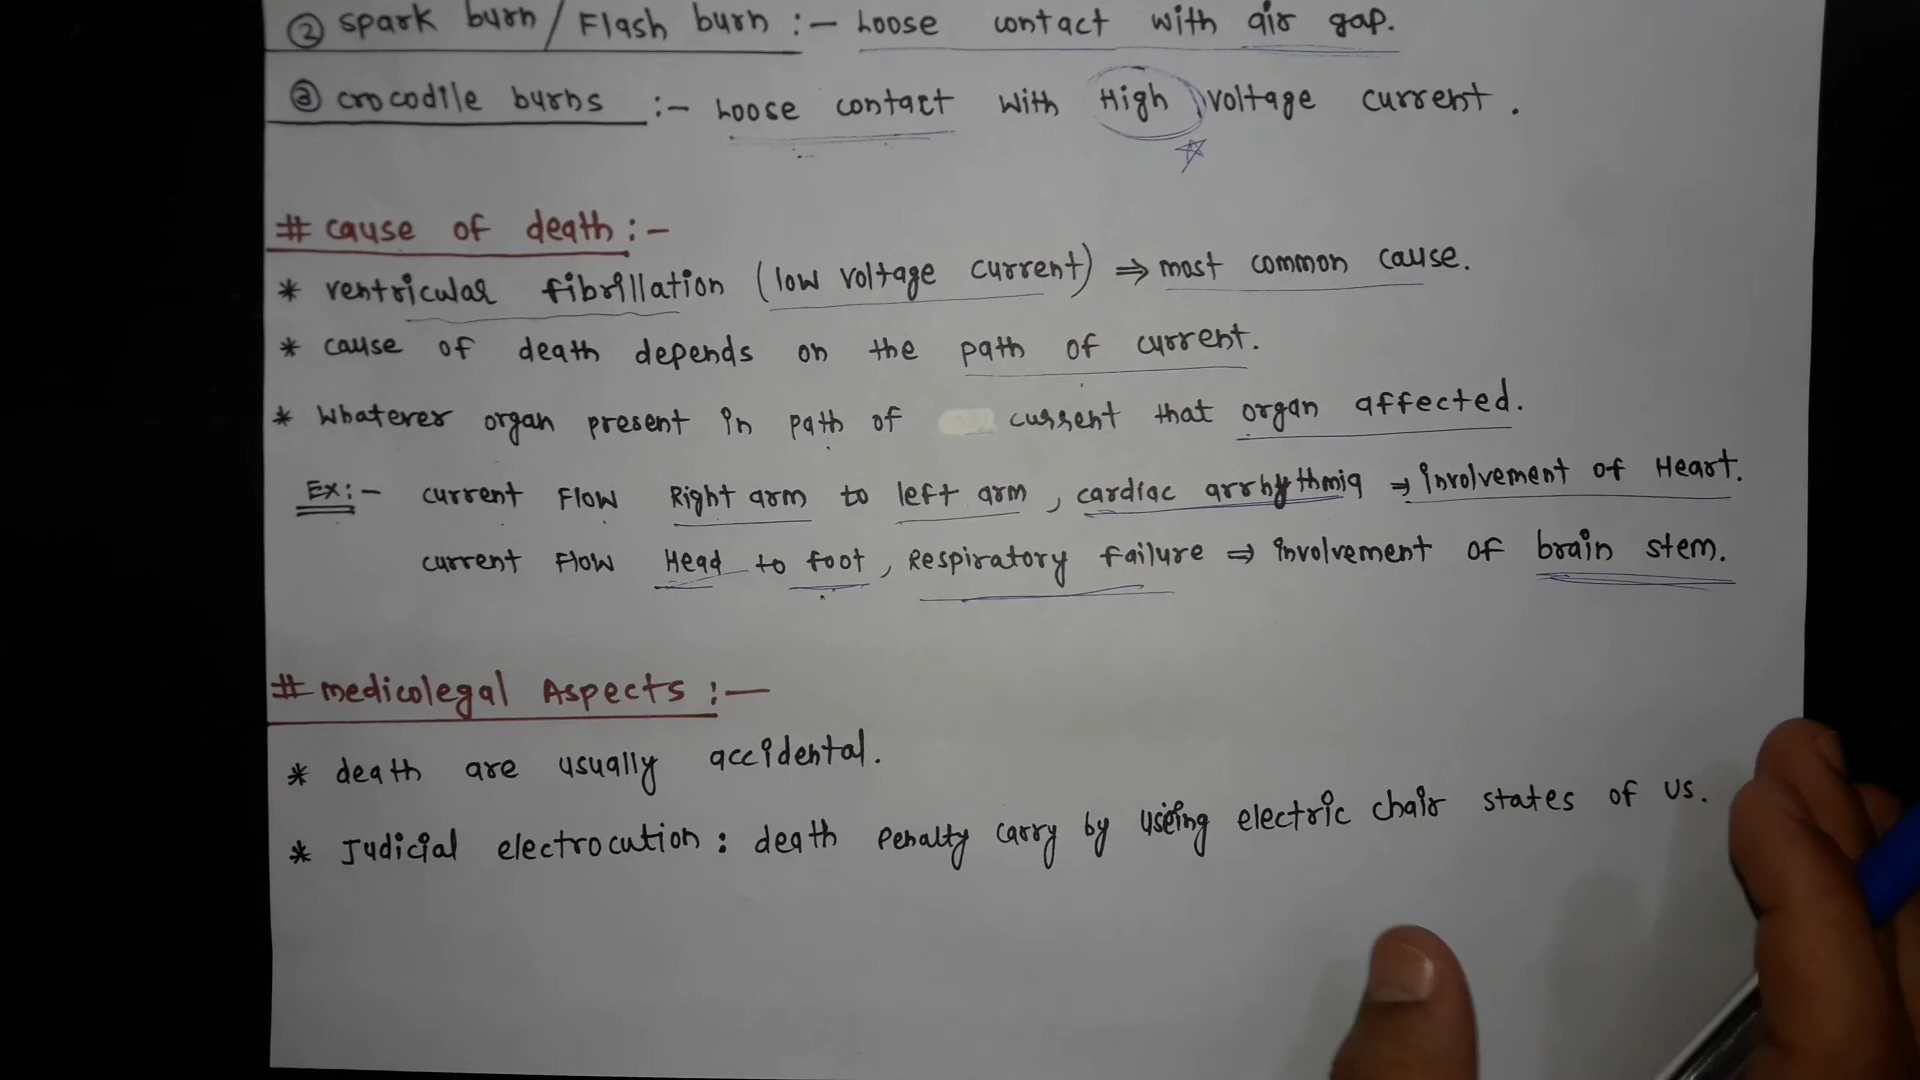 ② spark burn / Flash burn :- Loose contact with air gap.
③ crocodile burns :- Loose contact with High voltage current.
# cause of death :-
* ventricular fibrillation (low voltage current) ⇒ most common cause.
* cause of death depends on the path of current.
* Whatever organ present in path of current that organ affected.
Ex:- current Flow Right arm to left arm, cardiac arrhythmia ⇒ involvement of Heart.
current Flow Head to foot, Respiratory failure ⇒ involvement of brain stem.
# medicolegal Aspects :-
* death are usually accidental.
* Judicial electrocution : death penalty carry by using electric chair states of US.